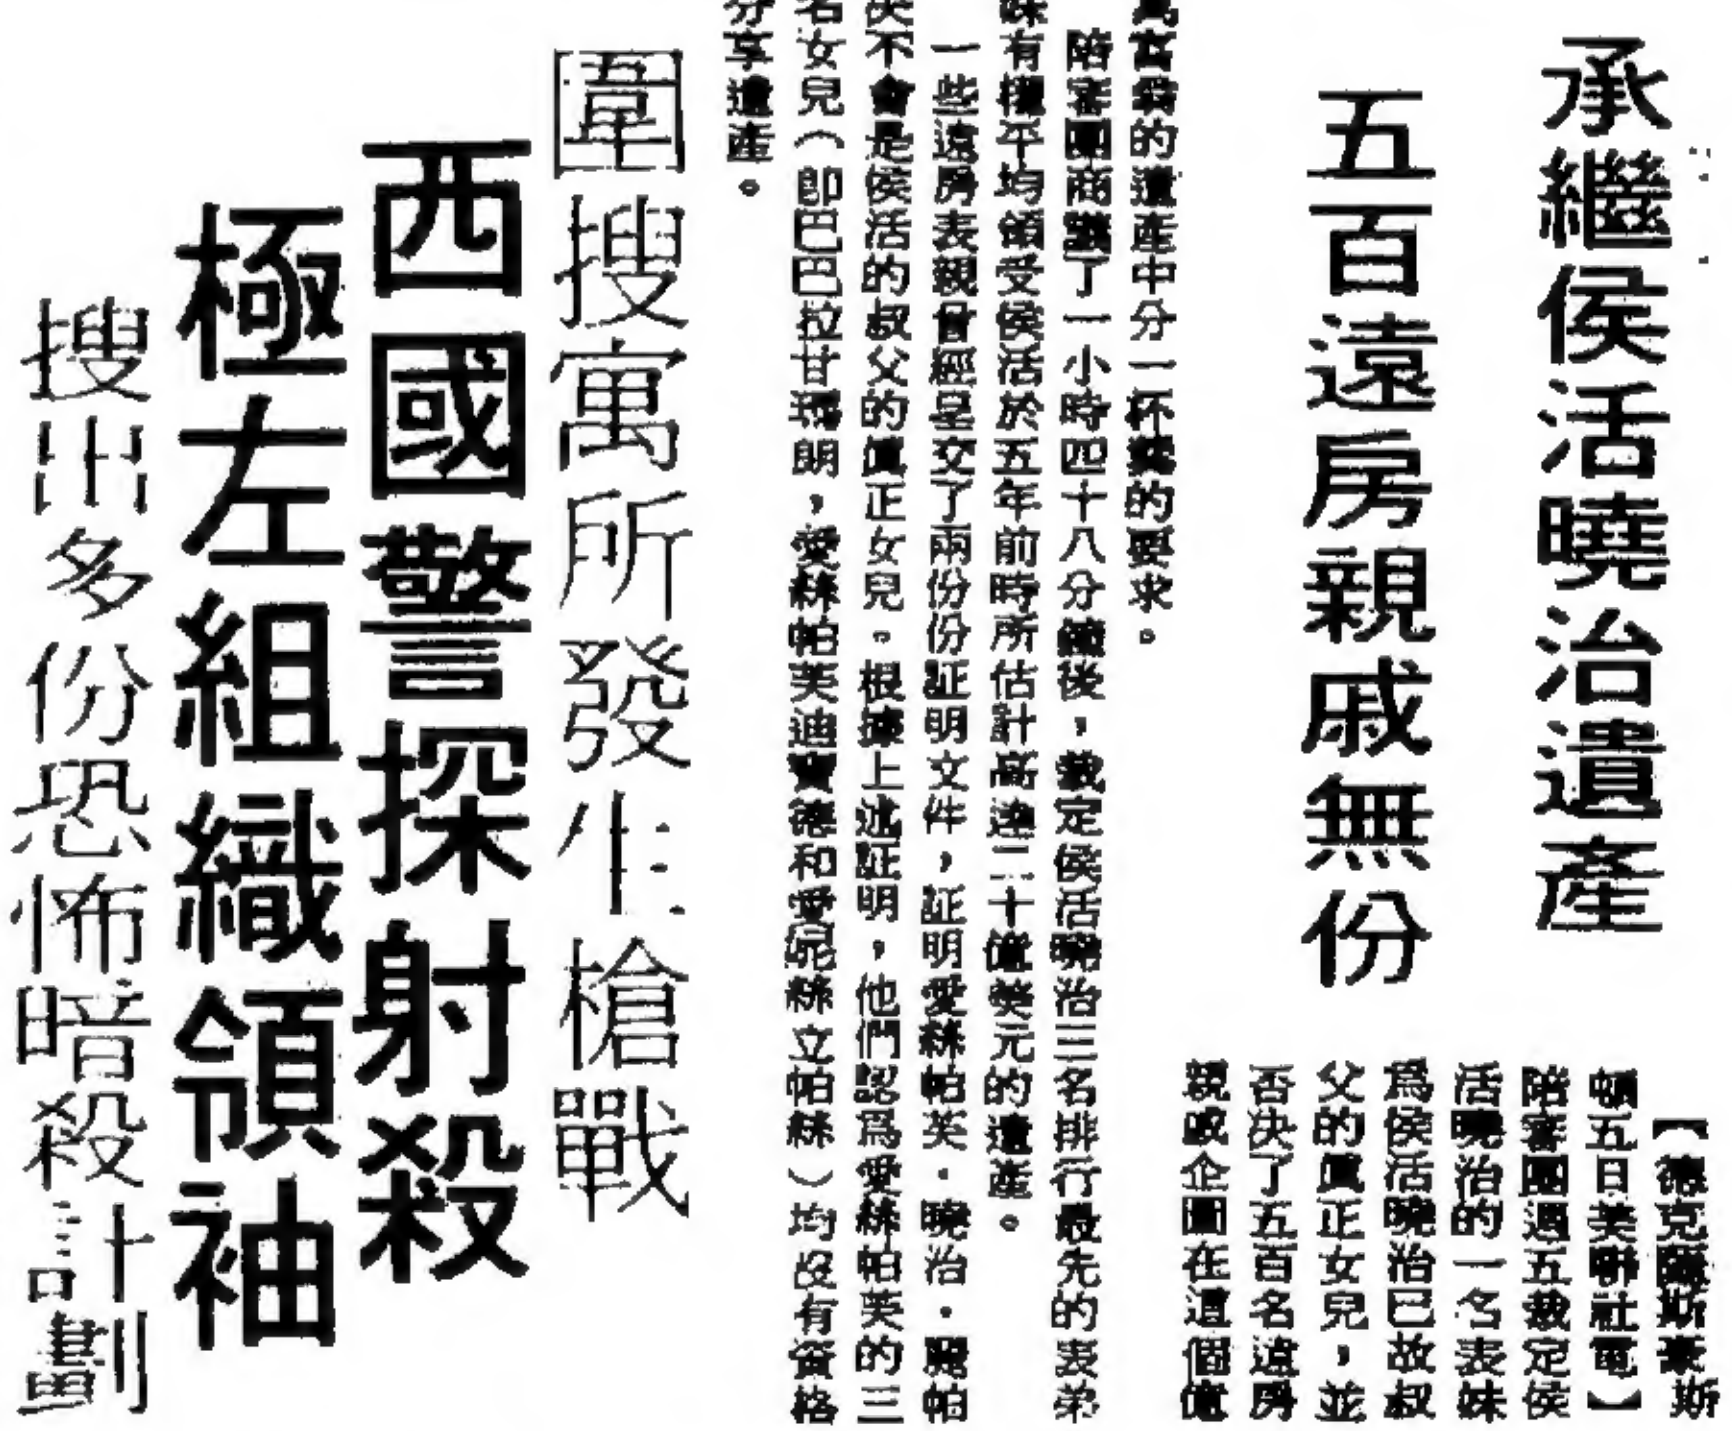 承繼侯活曉治遺產
五百遠房親戚無份
【德克薩斯豪斯
頓五日美聯社電】
陪審團週五裁定侯
活曉治的一名表妹
爲侯活曉治已故叔
父的眞正女兒，並
否决了五百名遠房
親戚企圖在這個億
爲富翁的遺產中分一杯羹的要求。
陪審團商議了一小時四十八分鐘後，裁定侯活曉治三名排行最先的表弟
妹有權平均領受侯活於五年前時所估計高達二十億美元的遺產。
一些遠房表親曾經呈交了兩份份証明文件，証明愛絲帕芙．曉治．龍帕
決不會是侯活的叔父的眞正女兒。根據上述証明，他們認爲愛絲帕芙的三
名女兒（卽巴巴拉甘瑪朗，愛絲帕芙迪寶德和愛昵絲立帕絲）均沒有資格
分享遺產。
圍搜寓所發生槍戰
西國警探射殺
極左組織領袖
搜出多份恐怖暗殺計劃